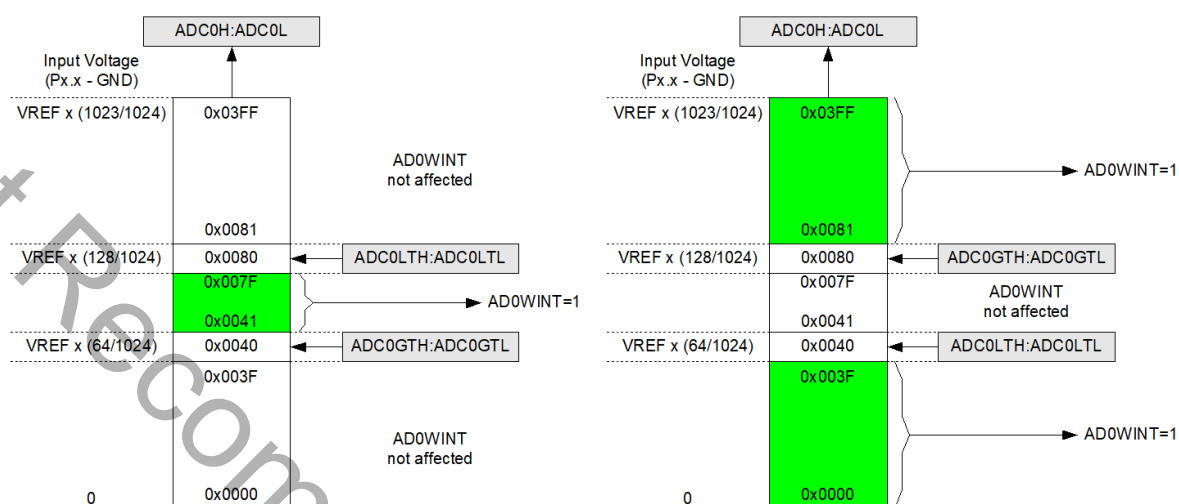 ADC0H:ADC0L
Input Voltage
(Px.x - GND)
VREF x (1023/1024)
0x03FF
AD0WINT
not affected
0x0081
VREF x (128/1024)
0x0080
ADC0LTH:ADC0LTL
0x007F
AD0WINT=1
0x0041
VREF x (64/1024)
0x0040
ADC0GTH:ADC0GTL
0x003F
AD0WINT
not affected
0
0x0000
ADC0H:ADC0L
Input Voltage
(Px.x - GND)
VREF x (1023/1024)
0x03FF
AD0WINT=1
0x0081
VREF x (128/1024)
0x0080
ADC0GTH:ADC0GTL
0x007F
AD0WINT
not affected
0x0041
VREF x (64/1024)
0x0040
ADC0LTH:ADC0LTL
0x003F
AD0WINT=1
0
0x0000